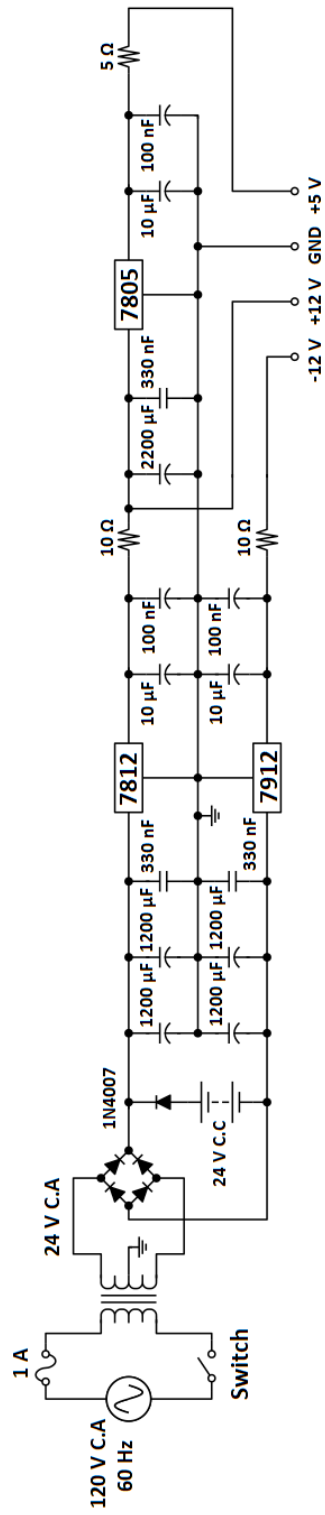 120 V C.A
60 Hz
1 A
Switch
24 V C.A
1N4007
24 V C.C
1200 µF
1200 µF
330 nF
1200 µF
1200 µF
330 nF
7812
7912
10 µF
100 nF
10 µF
100 nF
10 Ω
10 Ω
2200 µF
330 nF
7805
10 µF
100 nF
5 Ω
-12 V
+12 V
GND
+5 V